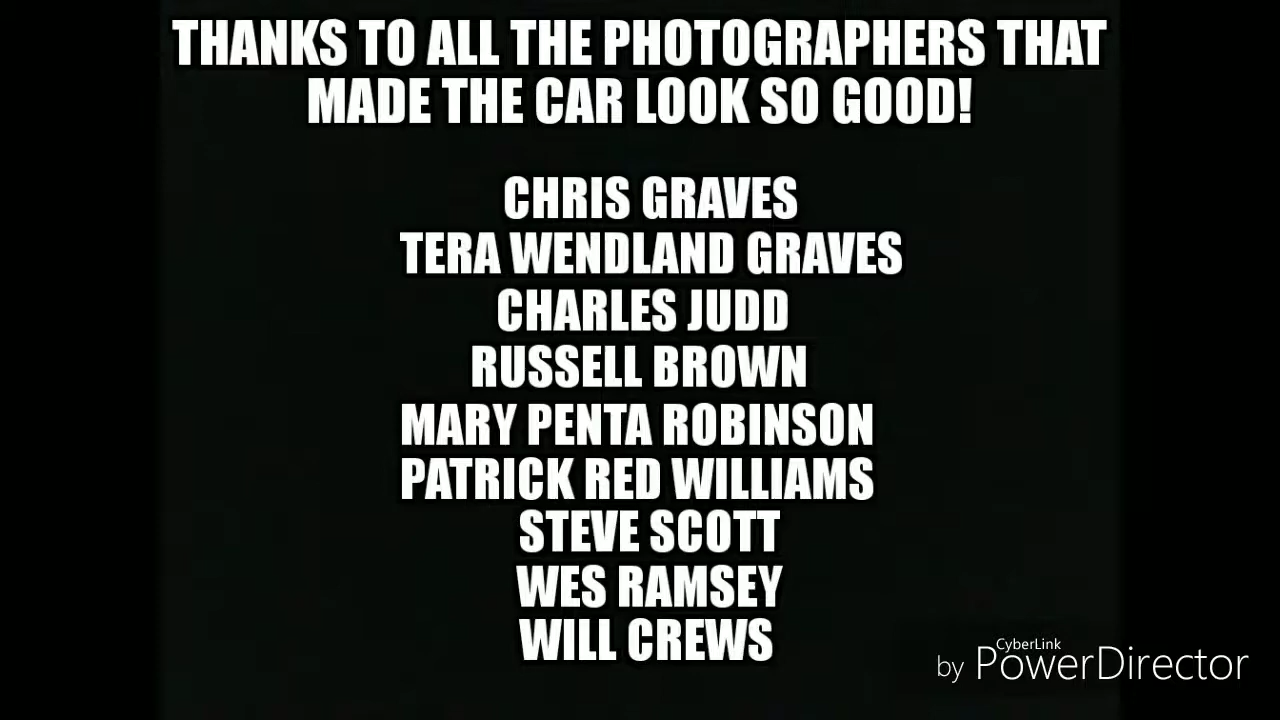 THANKS TO ALL THE PHOTOGRAPHERS THAT
MADE THE CAR LOOK SO GOOD!
CHRIS GRAVES
TERA WENDLAND GRAVES
CHARLES JUDD
RUSSELL BROWN
MARY PENTA ROBINSON
PATRICK RED WILLIAMS
STEVE SCOTT
WES RAMSEY
WILL CREWS
CyberLink
by PowerDirector